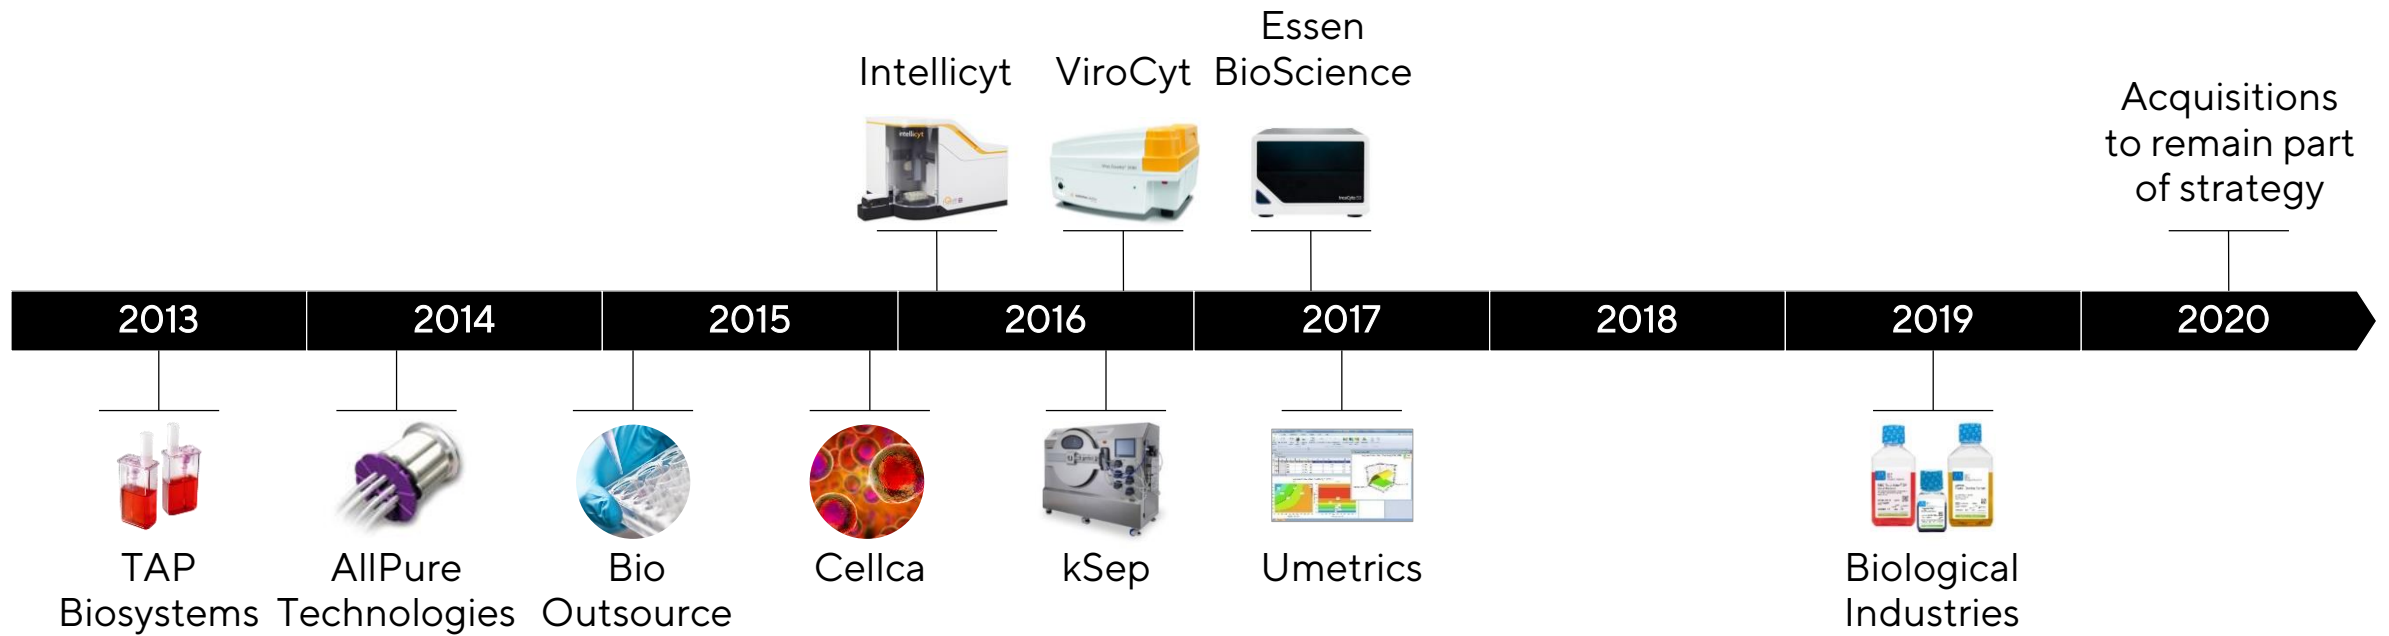 Essen
Intellicyt ViroCyt BioScience
Acquisitions
to remain part
of strategy
intellicyt
2013 2014 2015 2016 2017 2018 2019 2020
TAP
Biosystems
AllPure
Technologies
Bio
Outsource
Cellca
kSep
Umetrics
Biological
Industries